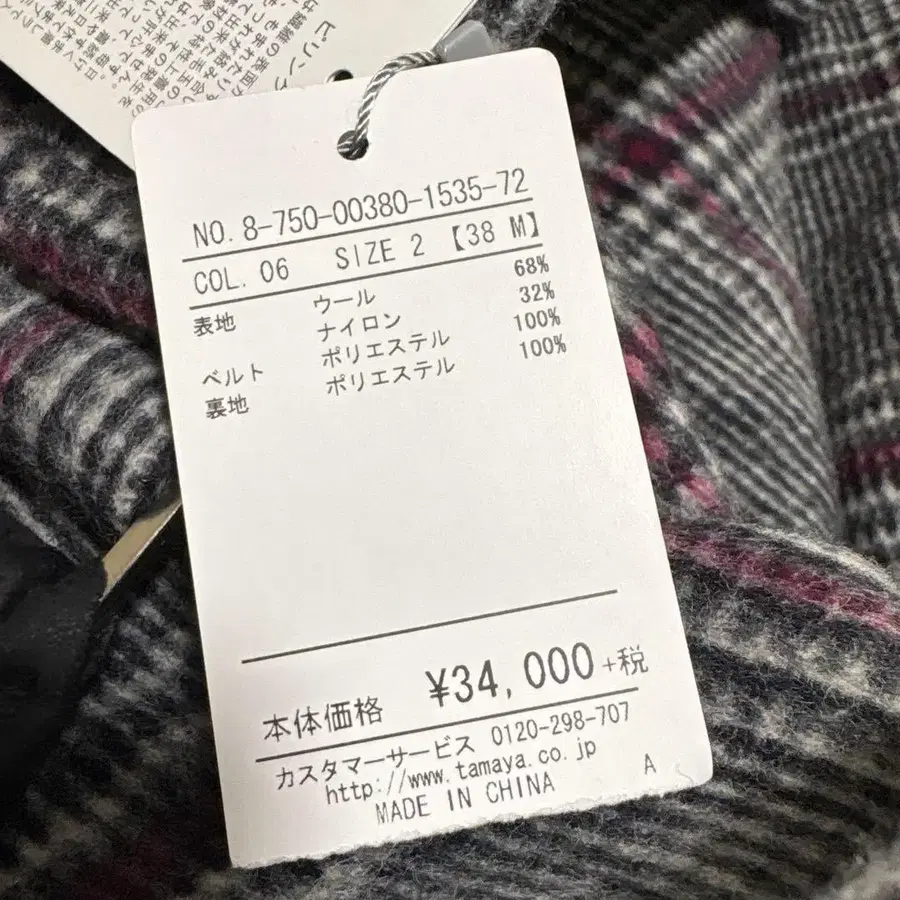 NO. 8-750-00380-1535-72
COL. 06 SIZE 2 【38 M】
表地 ウール 68%
ナイロン 32%
ベルト ポリエステル 100%
裏地 ポリエステル 100%
本体価格 ¥34,000+税
カスタマーサービス 0120-298-707
http://www.tamaya.co.jp
MADE IN CHINA A